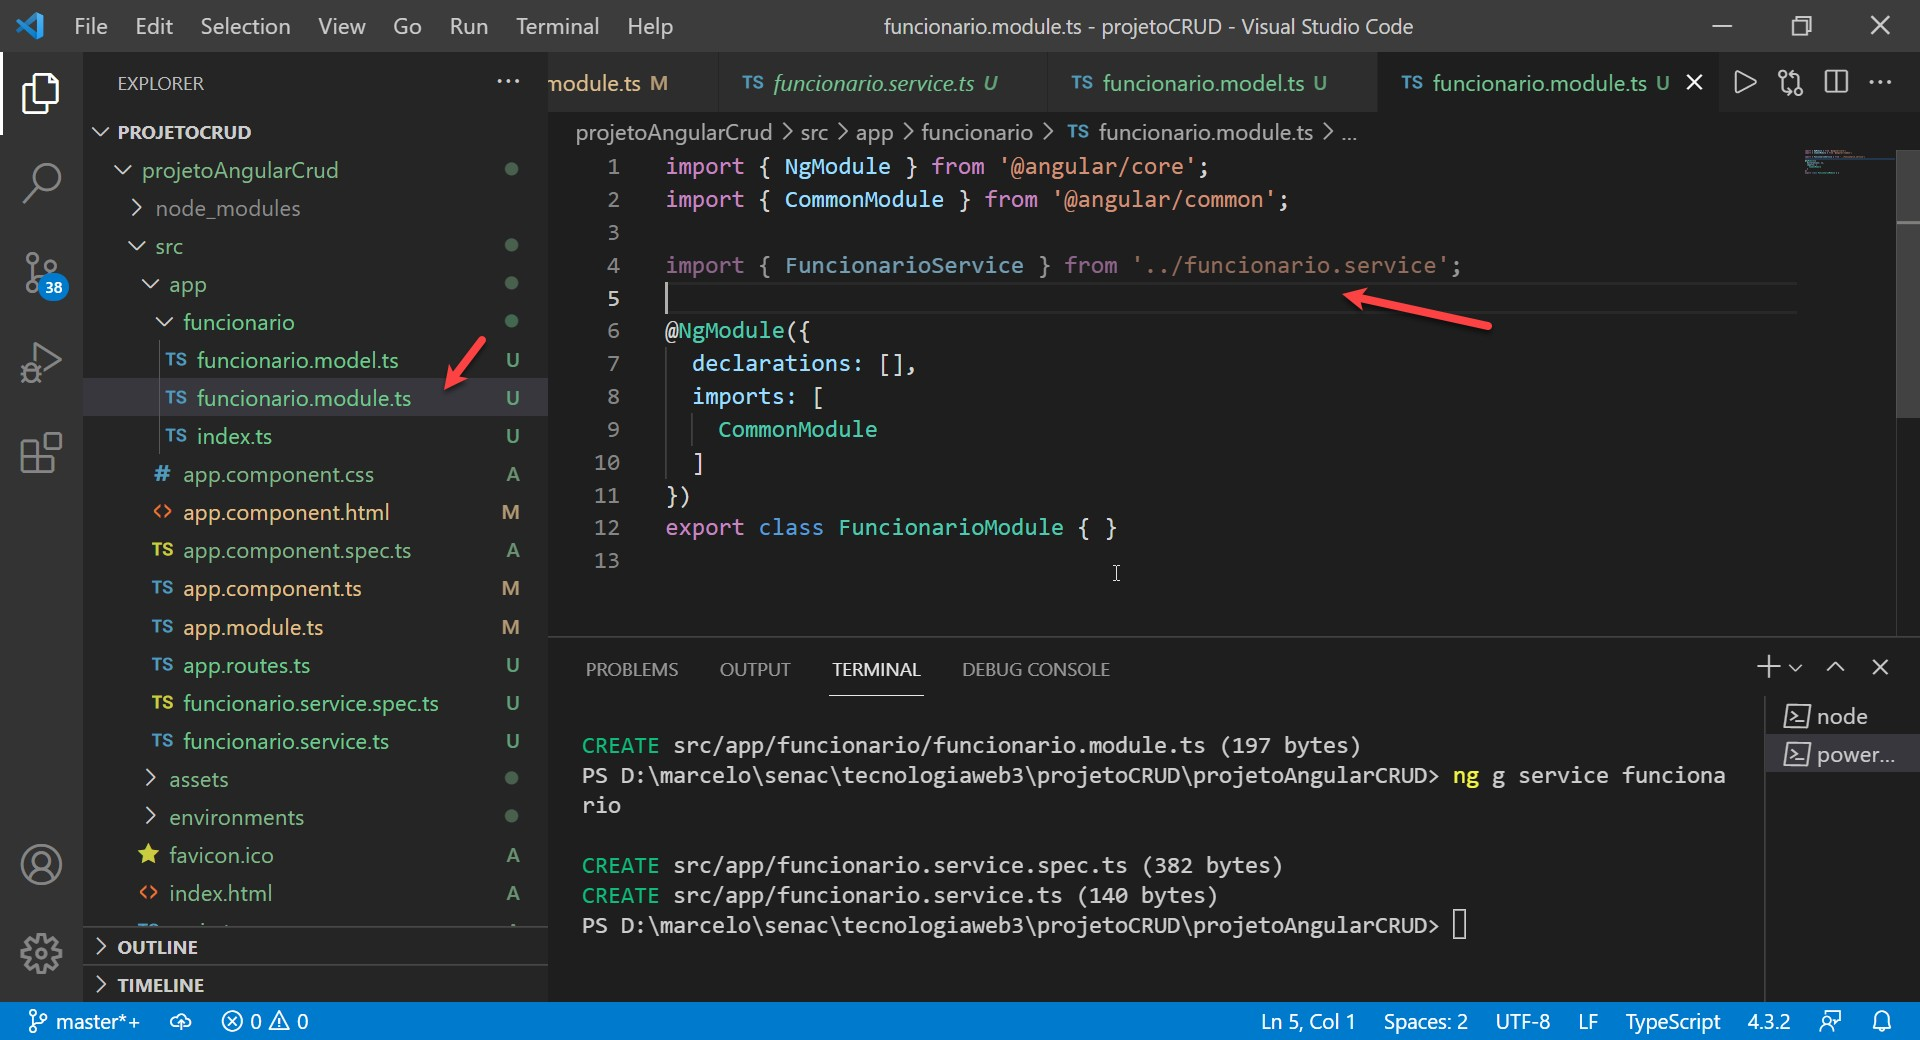 File Edit Selection View Go Run Terminal Help
funcionario.module.ts - projetoCRUD - Visual Studio Code
EXPLORER
PROJETOCRUD
projetoAngularCrud
node_modules
src
app
funcionario
TS funcionario.model.ts U
TS funcionario.module.ts U
TS index.ts U
# app.component.css A
<> app.component.html M
TS app.component.spec.ts A
TS app.component.ts M
TS app.module.ts M
TS app.routes.ts U
TS funcionario.service.spec.ts U
TS funcionario.service.ts U
assets
environments
favicon.ico A
<> index.html A
OUTLINE
TIMELINE
38
module.ts M
TS funcionario.service.ts U
TS funcionario.model.ts U
TS funcionario.module.ts U
projetoAngularCrud > src > app > funcionario > TS funcionario.module.ts > ...
1 import { NgModule } from '@angular/core';
2 import { CommonModule } from '@angular/common';
3
4 import { FuncionarioService } from '../funcionario.service';
5
6 @NgModule({
7 declarations: [],
8 imports: [
9 CommonModule
10 ]
11 })
12 export class FuncionarioModule { }
13
PROBLEMS OUTPUT TERMINAL DEBUG CONSOLE
CREATE src/app/funcionario/funcionario.module.ts (197 bytes)
PS D:\marcelo\senac\tecnologiaweb3\projetoCRUD\projetoAngularCRUD> ng g service funciona
rio
CREATE src/app/funcionario.service.spec.ts (382 bytes)
CREATE src/app/funcionario.service.ts (140 bytes)
PS D:\marcelo\senac\tecnologiaweb3\projetoCRUD\projetoAngularCRUD>
node
power...
master*+ 0 0
Ln 5, Col 1 Spaces: 2 UTF-8 LF TypeScript 4.3.2